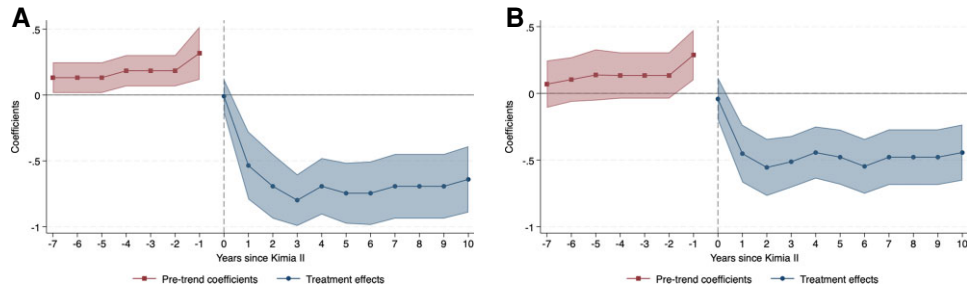 A
Coefficients
.5
0
-.5
-1
-7 -6 -5 -4 -3 -2 -1 0 1 2 3 4 5 6 7 8 9 10
Years since Kimia II
Pre-trend coefficients Treatment effects
B
Coefficients
.5
0
-.5
-1
-7 -6 -5 -4 -3 -2 -1 0 1 2 3 4 5 6 7 8 9 10
Years since Kimia II
Pre-trend coefficients Treatment effects